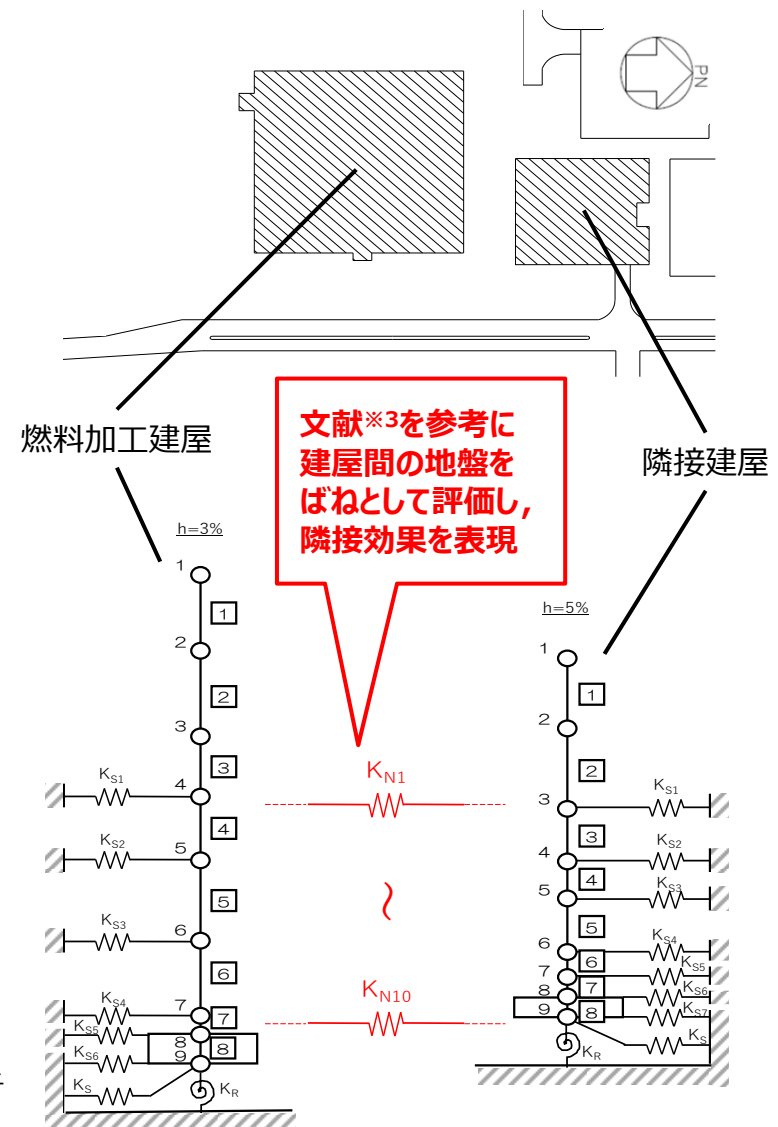 PN
燃料加工建屋
隣接建屋
文献※3を参考に
建屋間の地盤を
ばねとして評価し,
隣接効果を表現
h=3%
1
1
2
2
3
3
KS1
4
4
KS2
5
5
KS3
6
6
KS4
7
7
KS5
8
8
KS6
9
KS
KR
KN1
~
KN10
h=5%
1
1
2
2
KS1
3
3
KS2
4
4
KS3
5
5
KS4
6
6
KS5
7
7
KS6
8
8
KS7
9
KS
KR